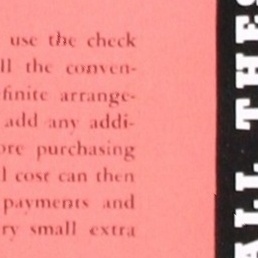 use the check
ll the conven-
finite arrange-
add any addi-
ore purchasing
l cost can then
payments and
ry small extra
ALL THES